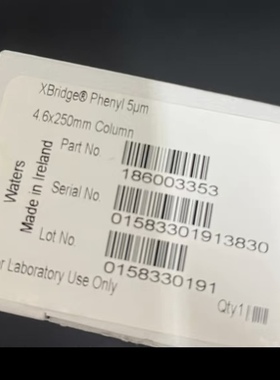 XBridge® Phenyl 5µm
4.6x250mm Column
Part No
186003353
Serial No
01583301913830
Lot No
0158330191
Waters
Made in Ireland
r Laboratory Use Only
Qty 1